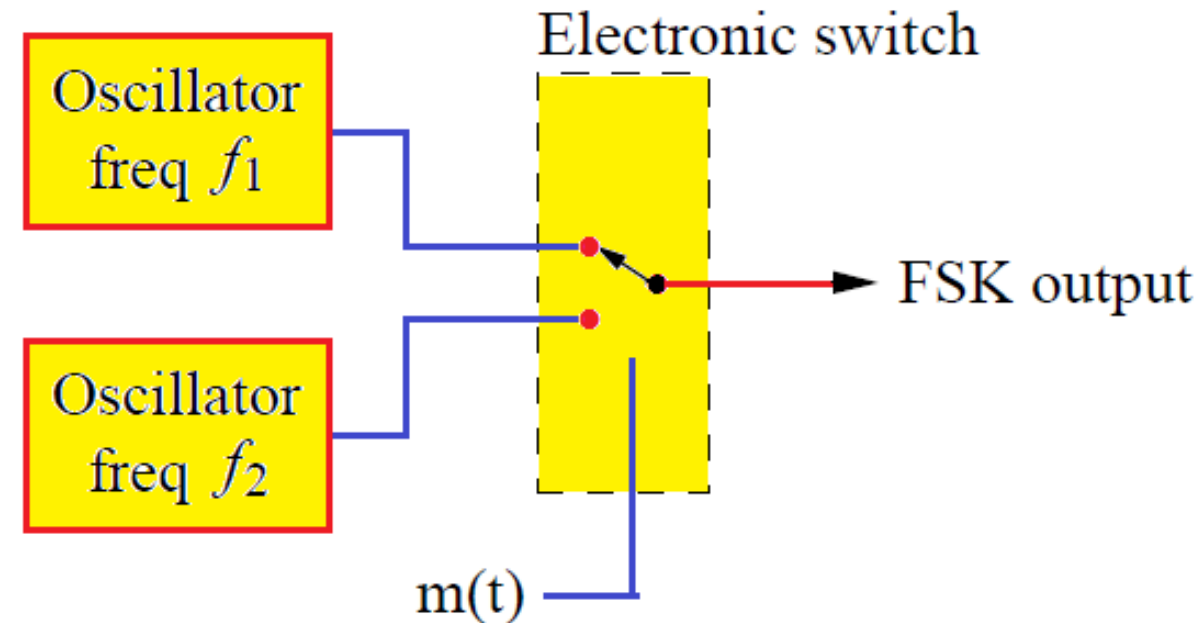 Electronic switch
Oscillator
freq f1
FSK output
Oscillator
freq f2
m(t)